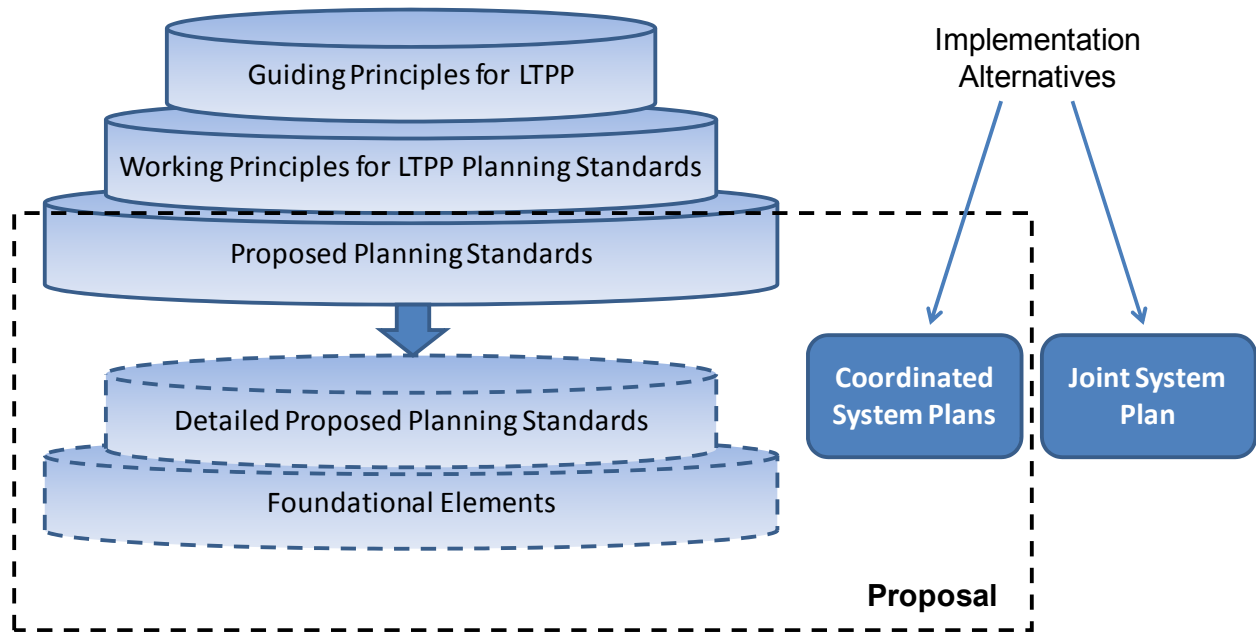 Guiding Principles for LTPP
Working Principles for LTPP Planning Standards
Proposed Planning Standards
Detailed Proposed Planning Standards
Foundational Elements
Implementation
Alternatives
Coordinated
System Plans
Joint System
Plan
Proposal